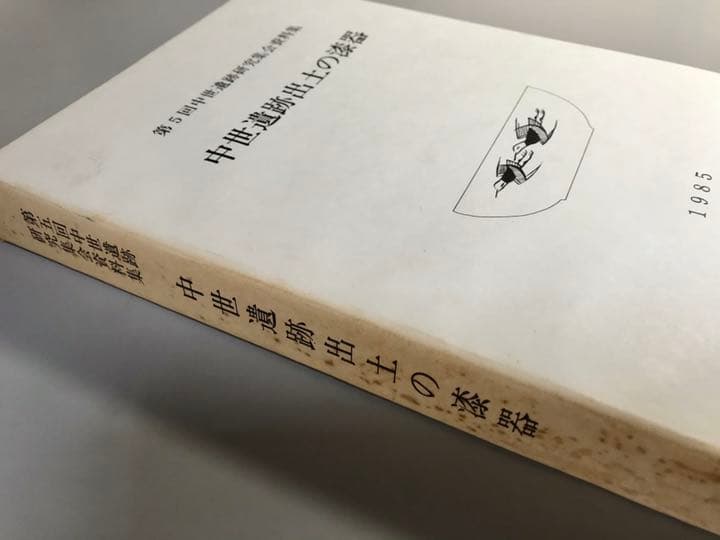 第5回中世遺跡研究集会資料集
中世遺跡出土の漆器
1985
第五回中世遺跡
研究集会資料集
中世遺跡出土の漆器